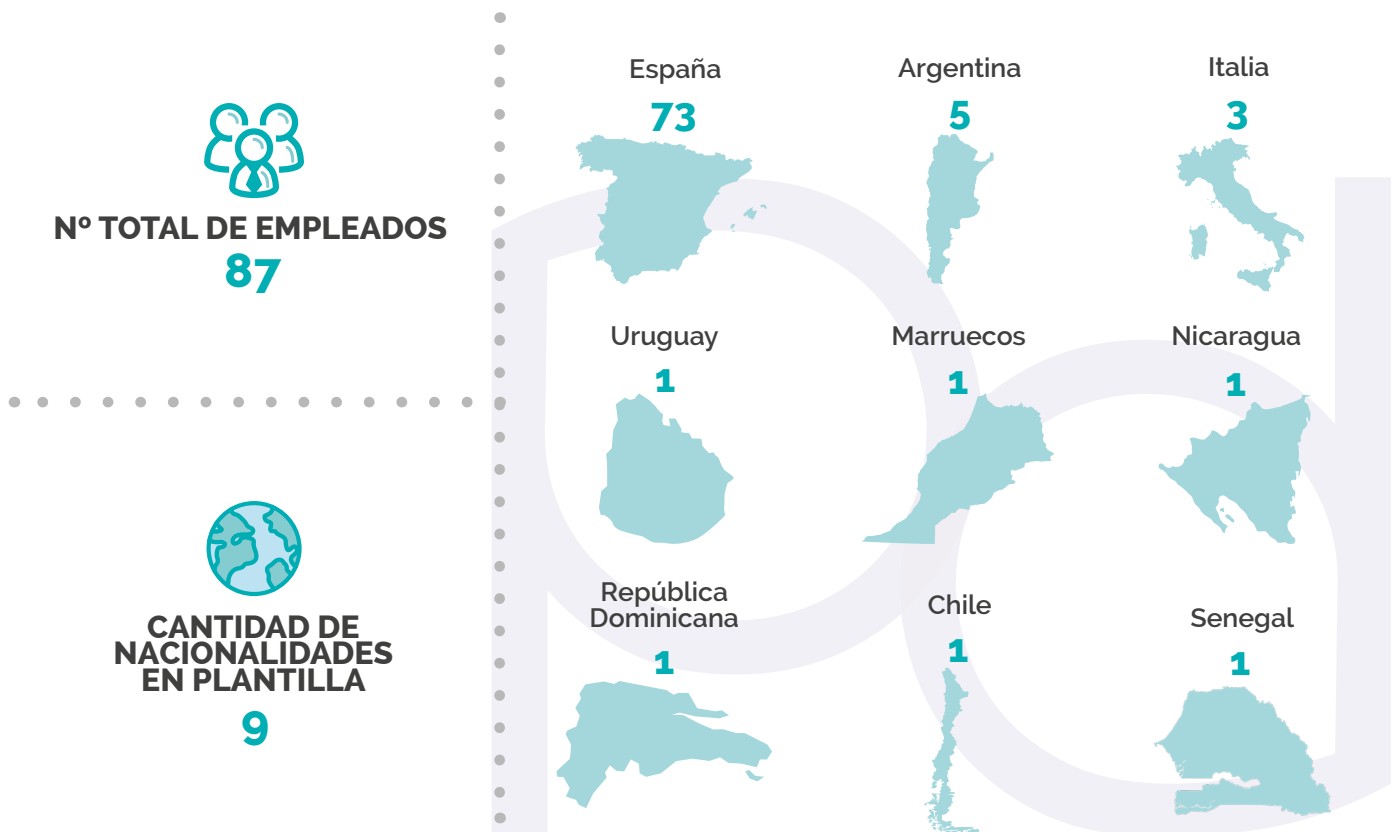 Nº TOTAL DE EMPLEADOS
87
CANTIDAD DE
NACIONALIDADES
EN PLANTILLA
9
España
73
Argentina
5
Italia
3
Uruguay
1
Marruecos
1
Nicaragua
1
República
Dominicana
1
Chile
1
Senegal
1